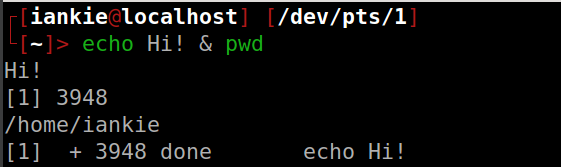 ┌[iankie@localhost] [/dev/pts/1]
└[~]> echo Hi! & pwd
Hi!
[1] 3948
/home/iankie
[1]  + 3948 done       echo Hi!